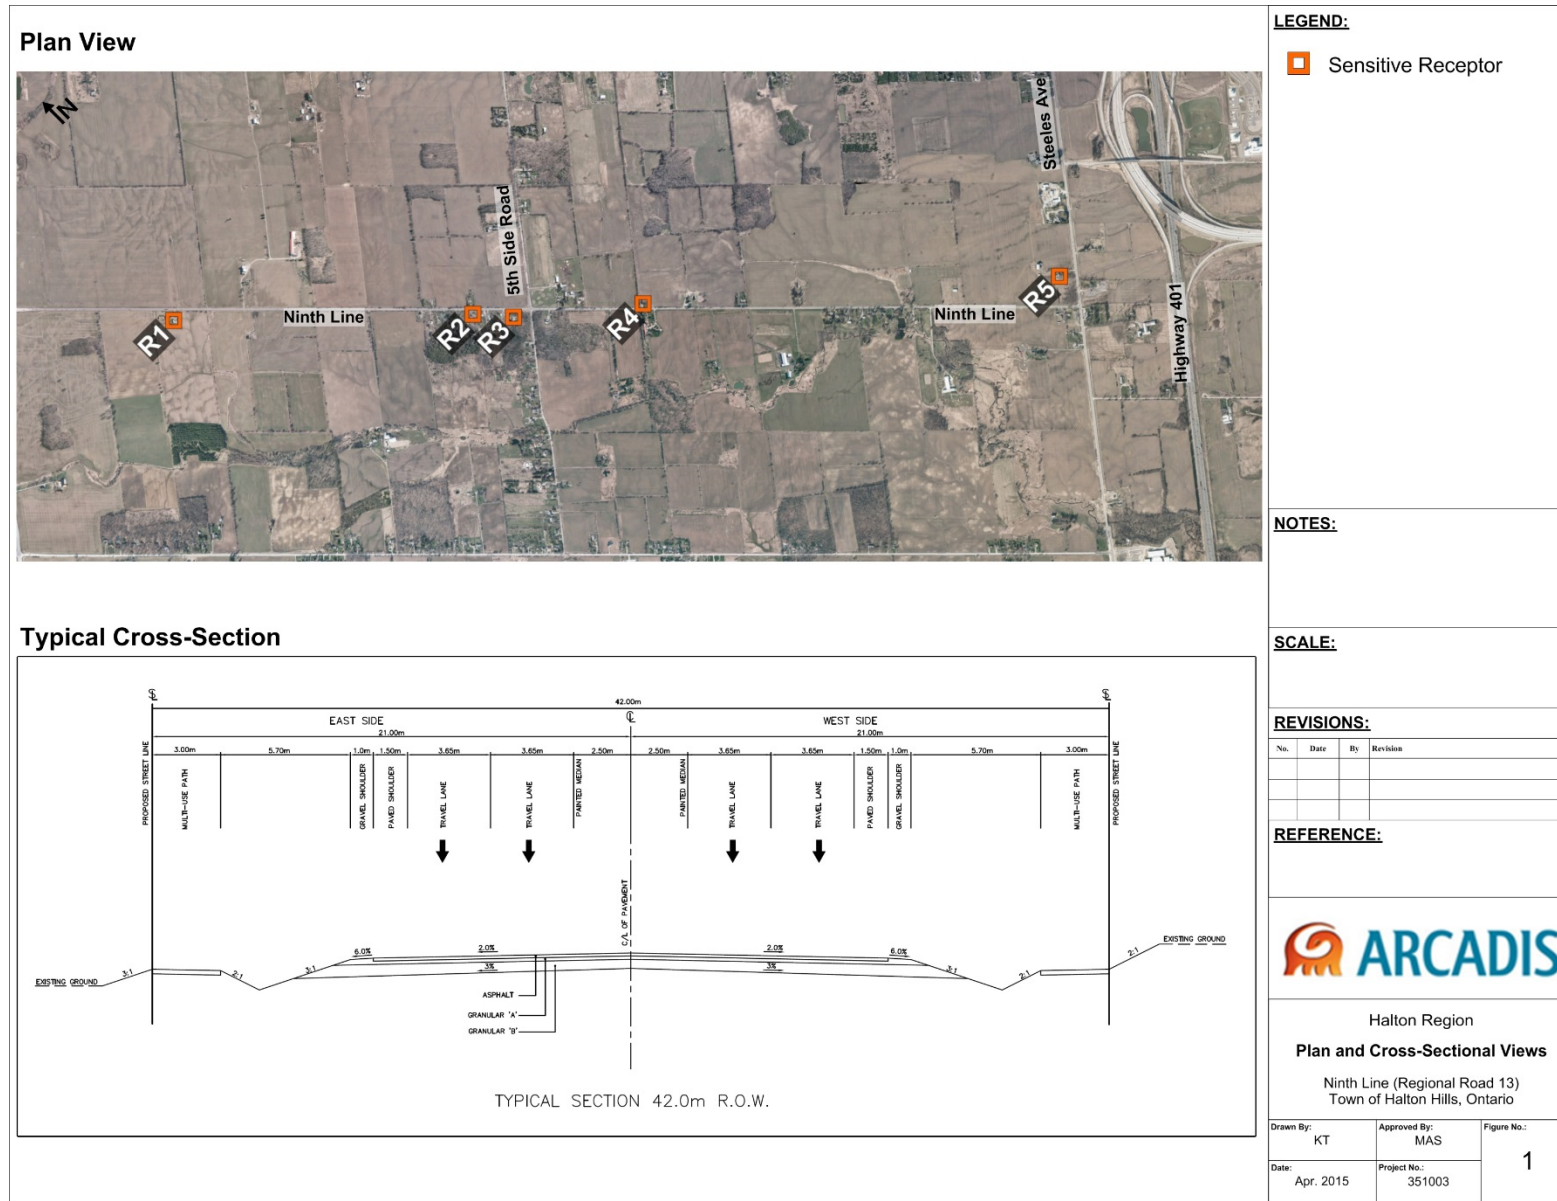 Plan View
N
Steeles Ave
5th Side Road
Ninth Line
Ninth Line
Highway 401
R1
R2
R3
R4
R5
Typical Cross-Section
42.00m
EAST SIDE
WEST SIDE
21.00m
21.00m
3.00m
5.70m
1.0m
1.50m
3.65m
3.65m
2.50m
2.50m
3.65m
3.65m
1.50m
1.0m
5.70m
3.00m
PROPOSED STREET LINE
MULTI-USE PATH
GRAVEL SHOULDER
PAVED SHOULDER
TRAVEL LANE
TRAVEL LANE
PAINTED MEDIAN
PAINTED MEDIAN
TRAVEL LANE
TRAVEL LANE
PAVED SHOULDER
GRAVEL SHOULDER
MULTI-USE PATH
PROPOSED STREET LINE
C/L OF PAVEMENT
EXISTING GROUND
3:1
2:1
3:1
6.0%
2.0%
3%
2.0%
3%
6.0%
3:1
2:1
2:1
EXISTING GROUND
ASPHALT
GRANULAR 'A'
GRANULAR 'B'
TYPICAL SECTION 42.0m R.O.W.
LEGEND:
Sensitive Receptor
NOTES:
SCALE:
REVISIONS:
No. Date By Revision
REFERENCE:
ARCADIS
Halton Region
Plan and Cross-Sectional Views
Ninth Line (Regional Road 13)
Town of Halton Hills, Ontario
Drawn By:
KT
Approved By:
MAS
Figure No.:
1
Date:
Apr. 2015
Project No.:
351003